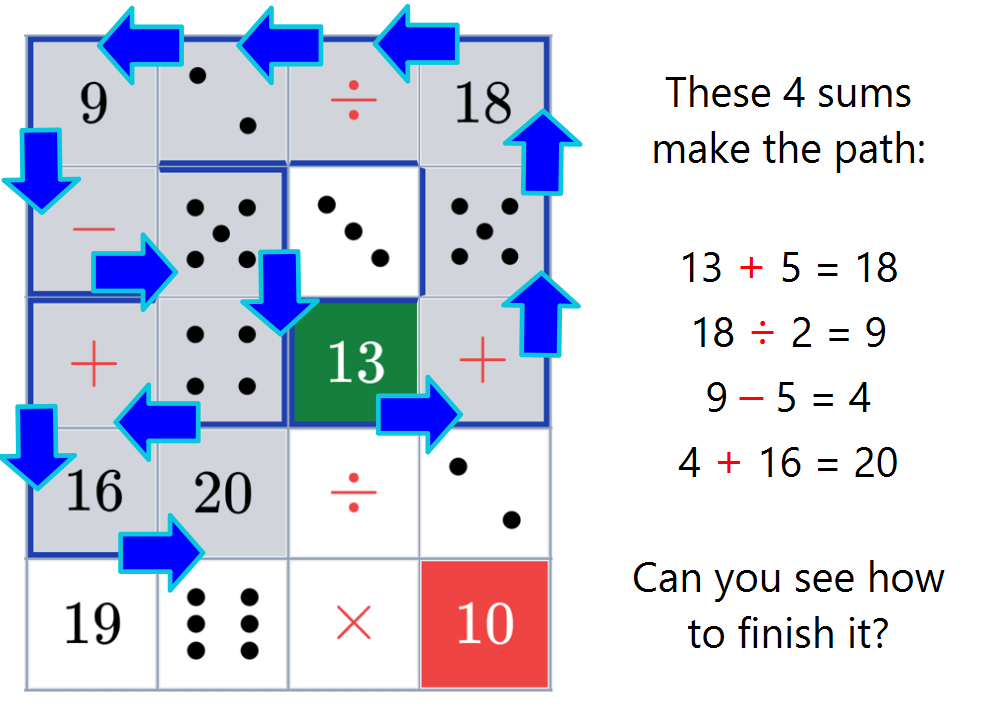 9 ÷ 18
−
+ 13 +
16 20 ÷
19 × 10
These 4 sums
make the path:
13 + 5 = 18
18 ÷ 2 = 9
9 − 5 = 4
4 + 16 = 20
Can you see how
to finish it?